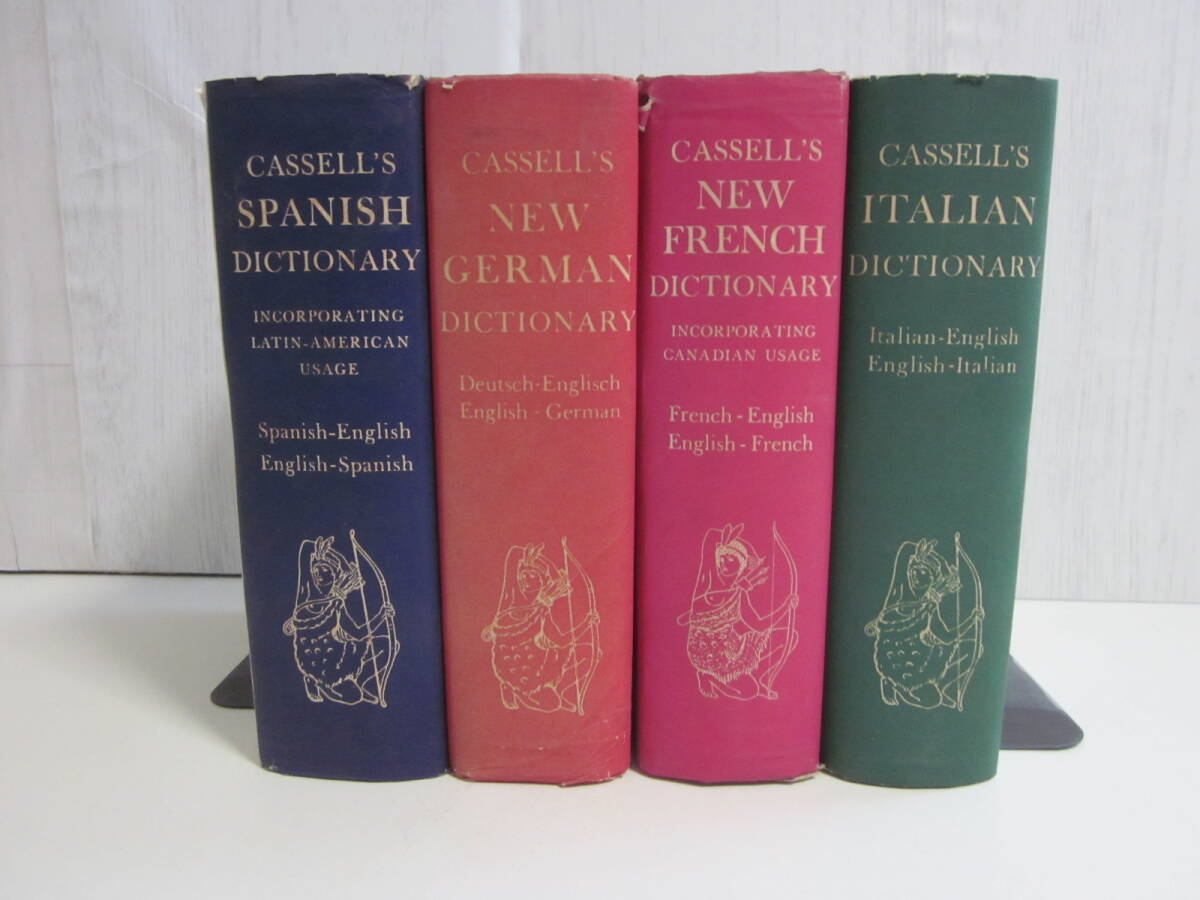 CASSELL'S
SPANISH
DICTIONARY
INCORPORATING
LATIN-AMERICAN
USAGE
Spanish-English
English-Spanish
CASSELL'S
NEW
GERMAN
DICTIONARY
Deutsch-Englisch
English-German
CASSELL'S
NEW
FRENCH
DICTIONARY
INCORPORATING
CANADIAN USAGE
French-English
English-French
CASSELL'S
ITALIAN
DICTIONARY
Italian-English
English-Italian